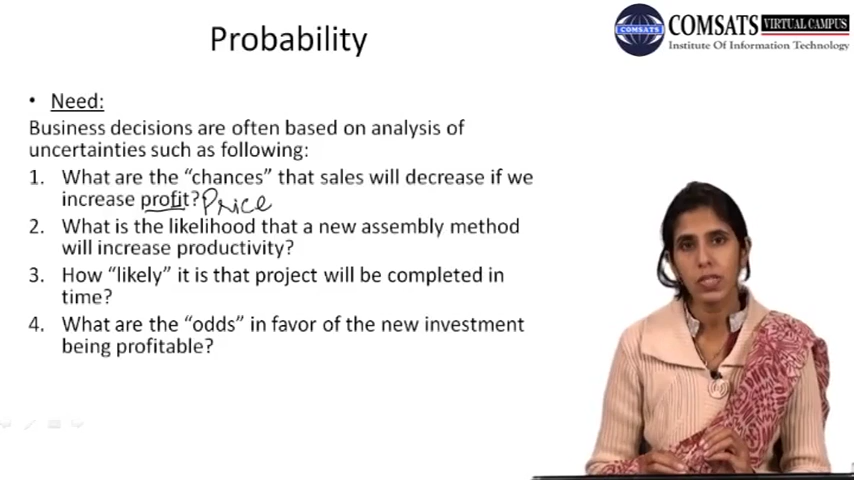 Probability
COMSATS VIRTUAL CAMPUS
COMSATS
Institute Of Information Technology
• Need:
Business decisions are often based on analysis of
uncertainties such as following:
1. What are the “chances” that sales will decrease if we
increase profit? Price
2. What is the likelihood that a new assembly method
will increase productivity?
3. How “likely” it is that project will be completed in
time?
4. What are the “odds” in favor of the new investment
being profitable?